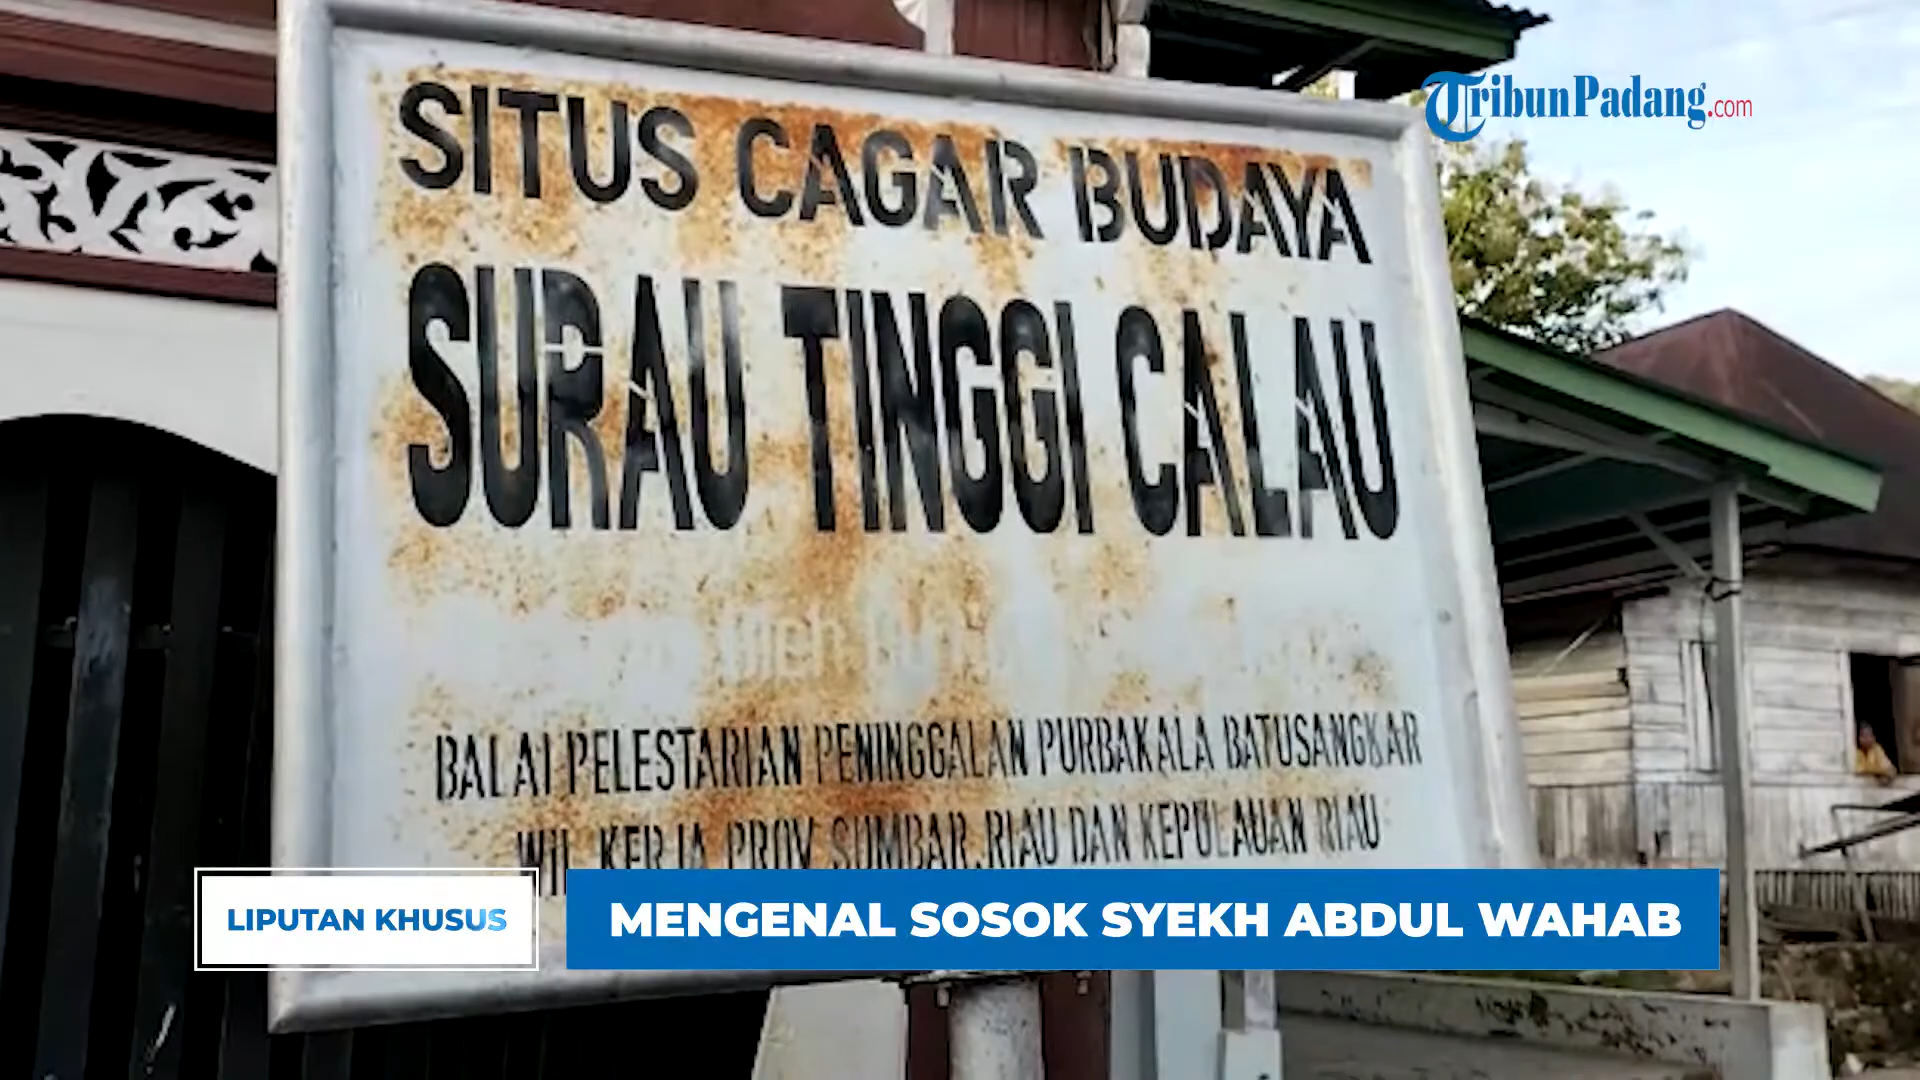 TribunPadang.com
SITUS CAGAR BUDAYA
SURAU TINGGI CALAU
BALAI PELESTARIAN PENINGGALAN PURBAKALA BATUSANGKAR
WIL. KERJA PROV. SUMBAR, RIAU DAN KEPULAUAN RIAU
LIPUTAN KHUSUS
MENGENAL SOSOK SYEKH ABDUL WAHAB